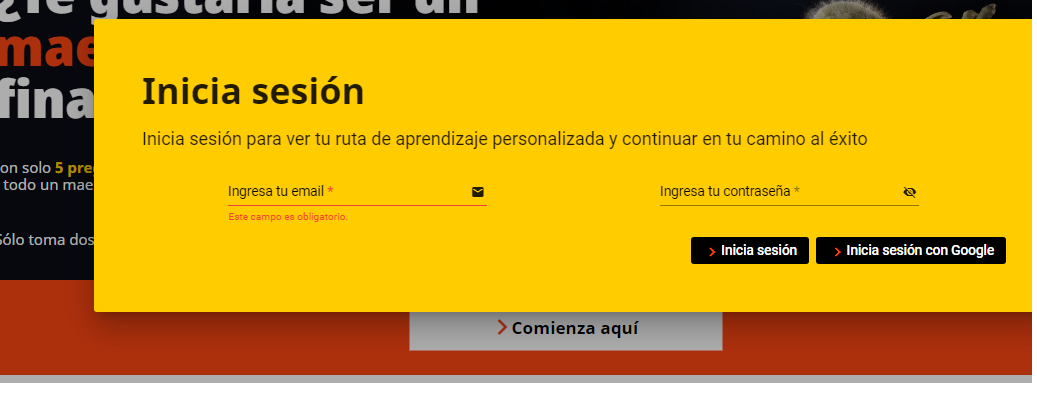 ¿Te gustaría ser un
mae
fina
Inicia sesión
Inicia sesión para ver tu ruta de aprendizaje personalizada y continuar en tu camino al éxito
on solo 5 pre
todo un mae
Ingresa tu email *
Ingresa tu contraseña *
Este campo es obligatorio.
Sólo toma dos
Inicia sesión
Inicia sesión con Google
Comienza aquí